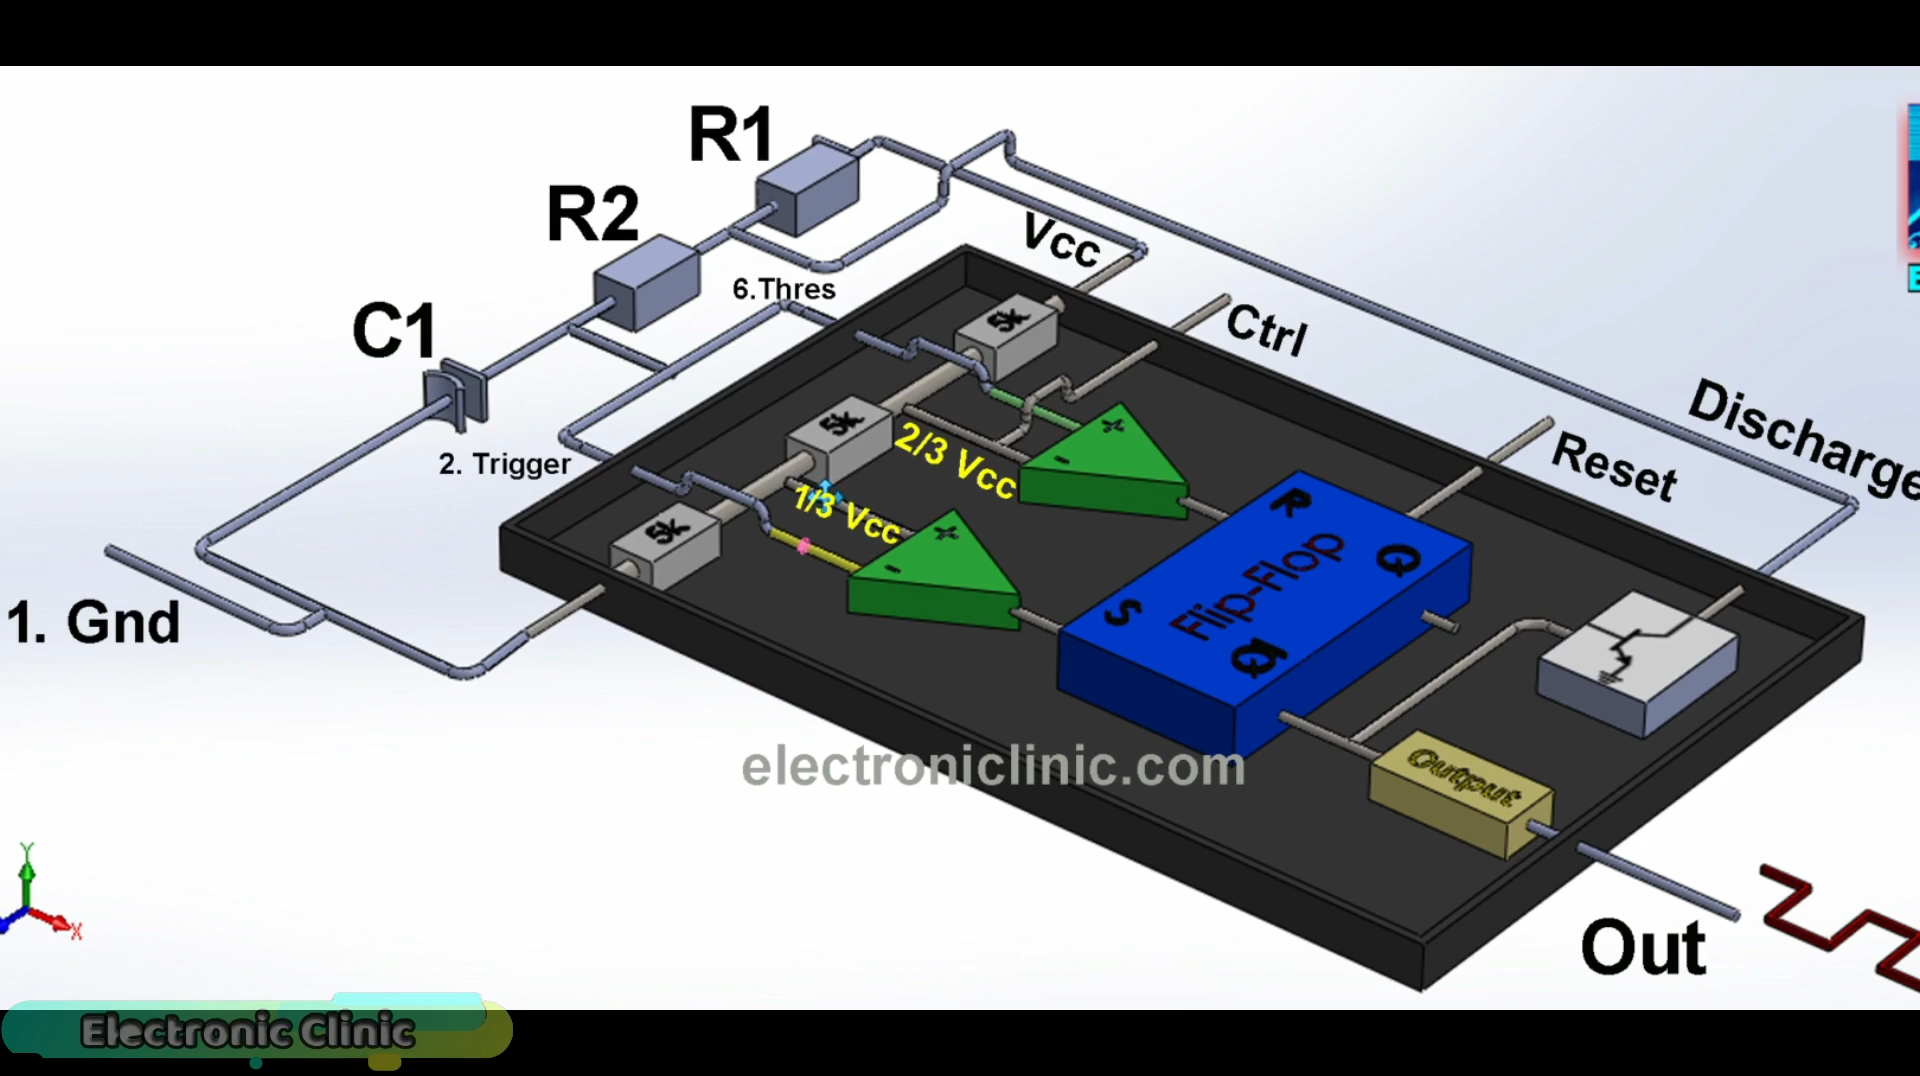 R1
R2
C1
Vcc
6.Thres
Ctrl
5k
5k
5k
2/3 Vcc
1/3 Vcc
+
-
+
-
Discharge
Reset
2. Trigger
R
Q
Flip-Flop
S
1. Gnd
electroniclinic.com
Output
Out
Y
X
Electronic Clinic